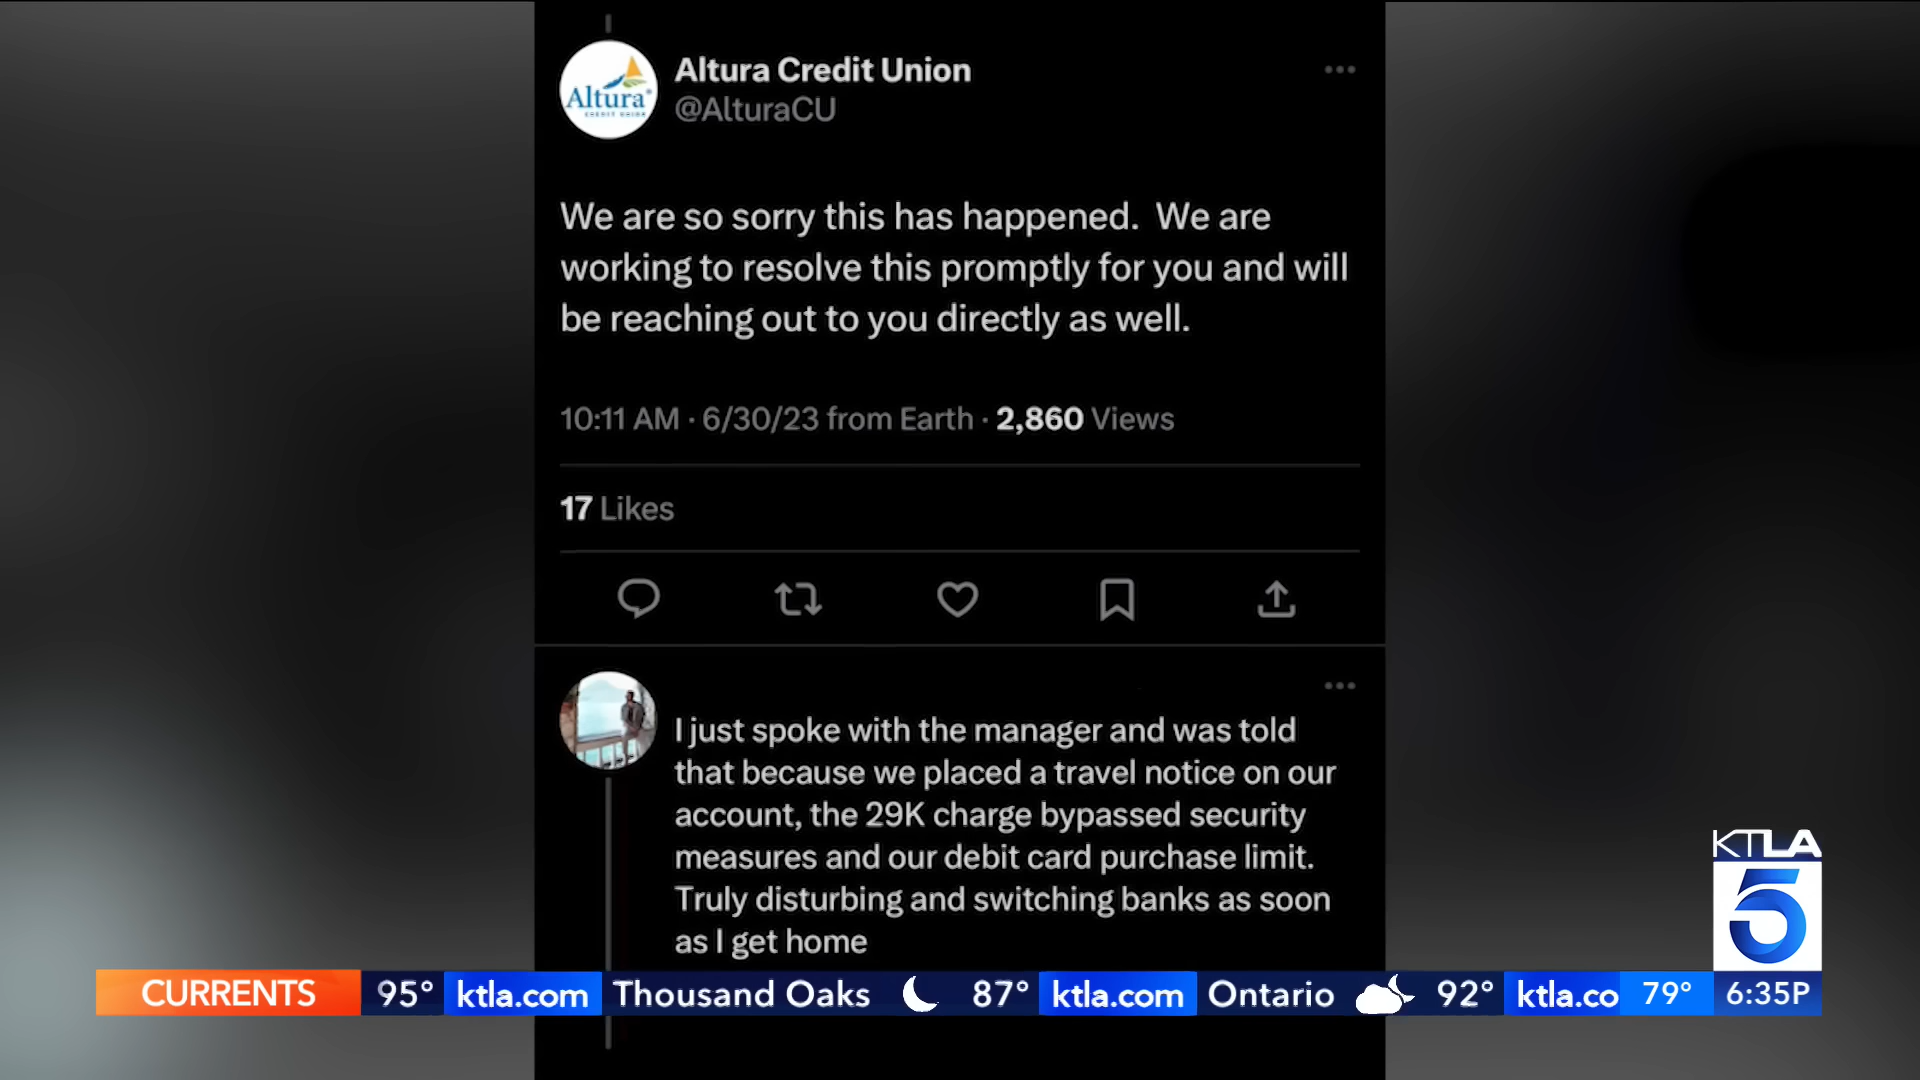 Altura Credit Union
@AlturaCU
Altura
CREDIT UNION
We are so sorry this has happened.  We are
working to resolve this promptly for you and will
be reaching out to you directly as well.
10:11 AM · 6/30/23 from Earth · 2,860 Views
17 Likes
I just spoke with the manager and was told
that because we placed a travel notice on our
account, the 29K charge bypassed security
measures and our debit card purchase limit.
Truly disturbing and switching banks as soon
as I get home
KTLA
5
CURRENTS 95° ktla.com Thousand Oaks 87° ktla.com Ontario 92° ktla.co 79° 6:35P